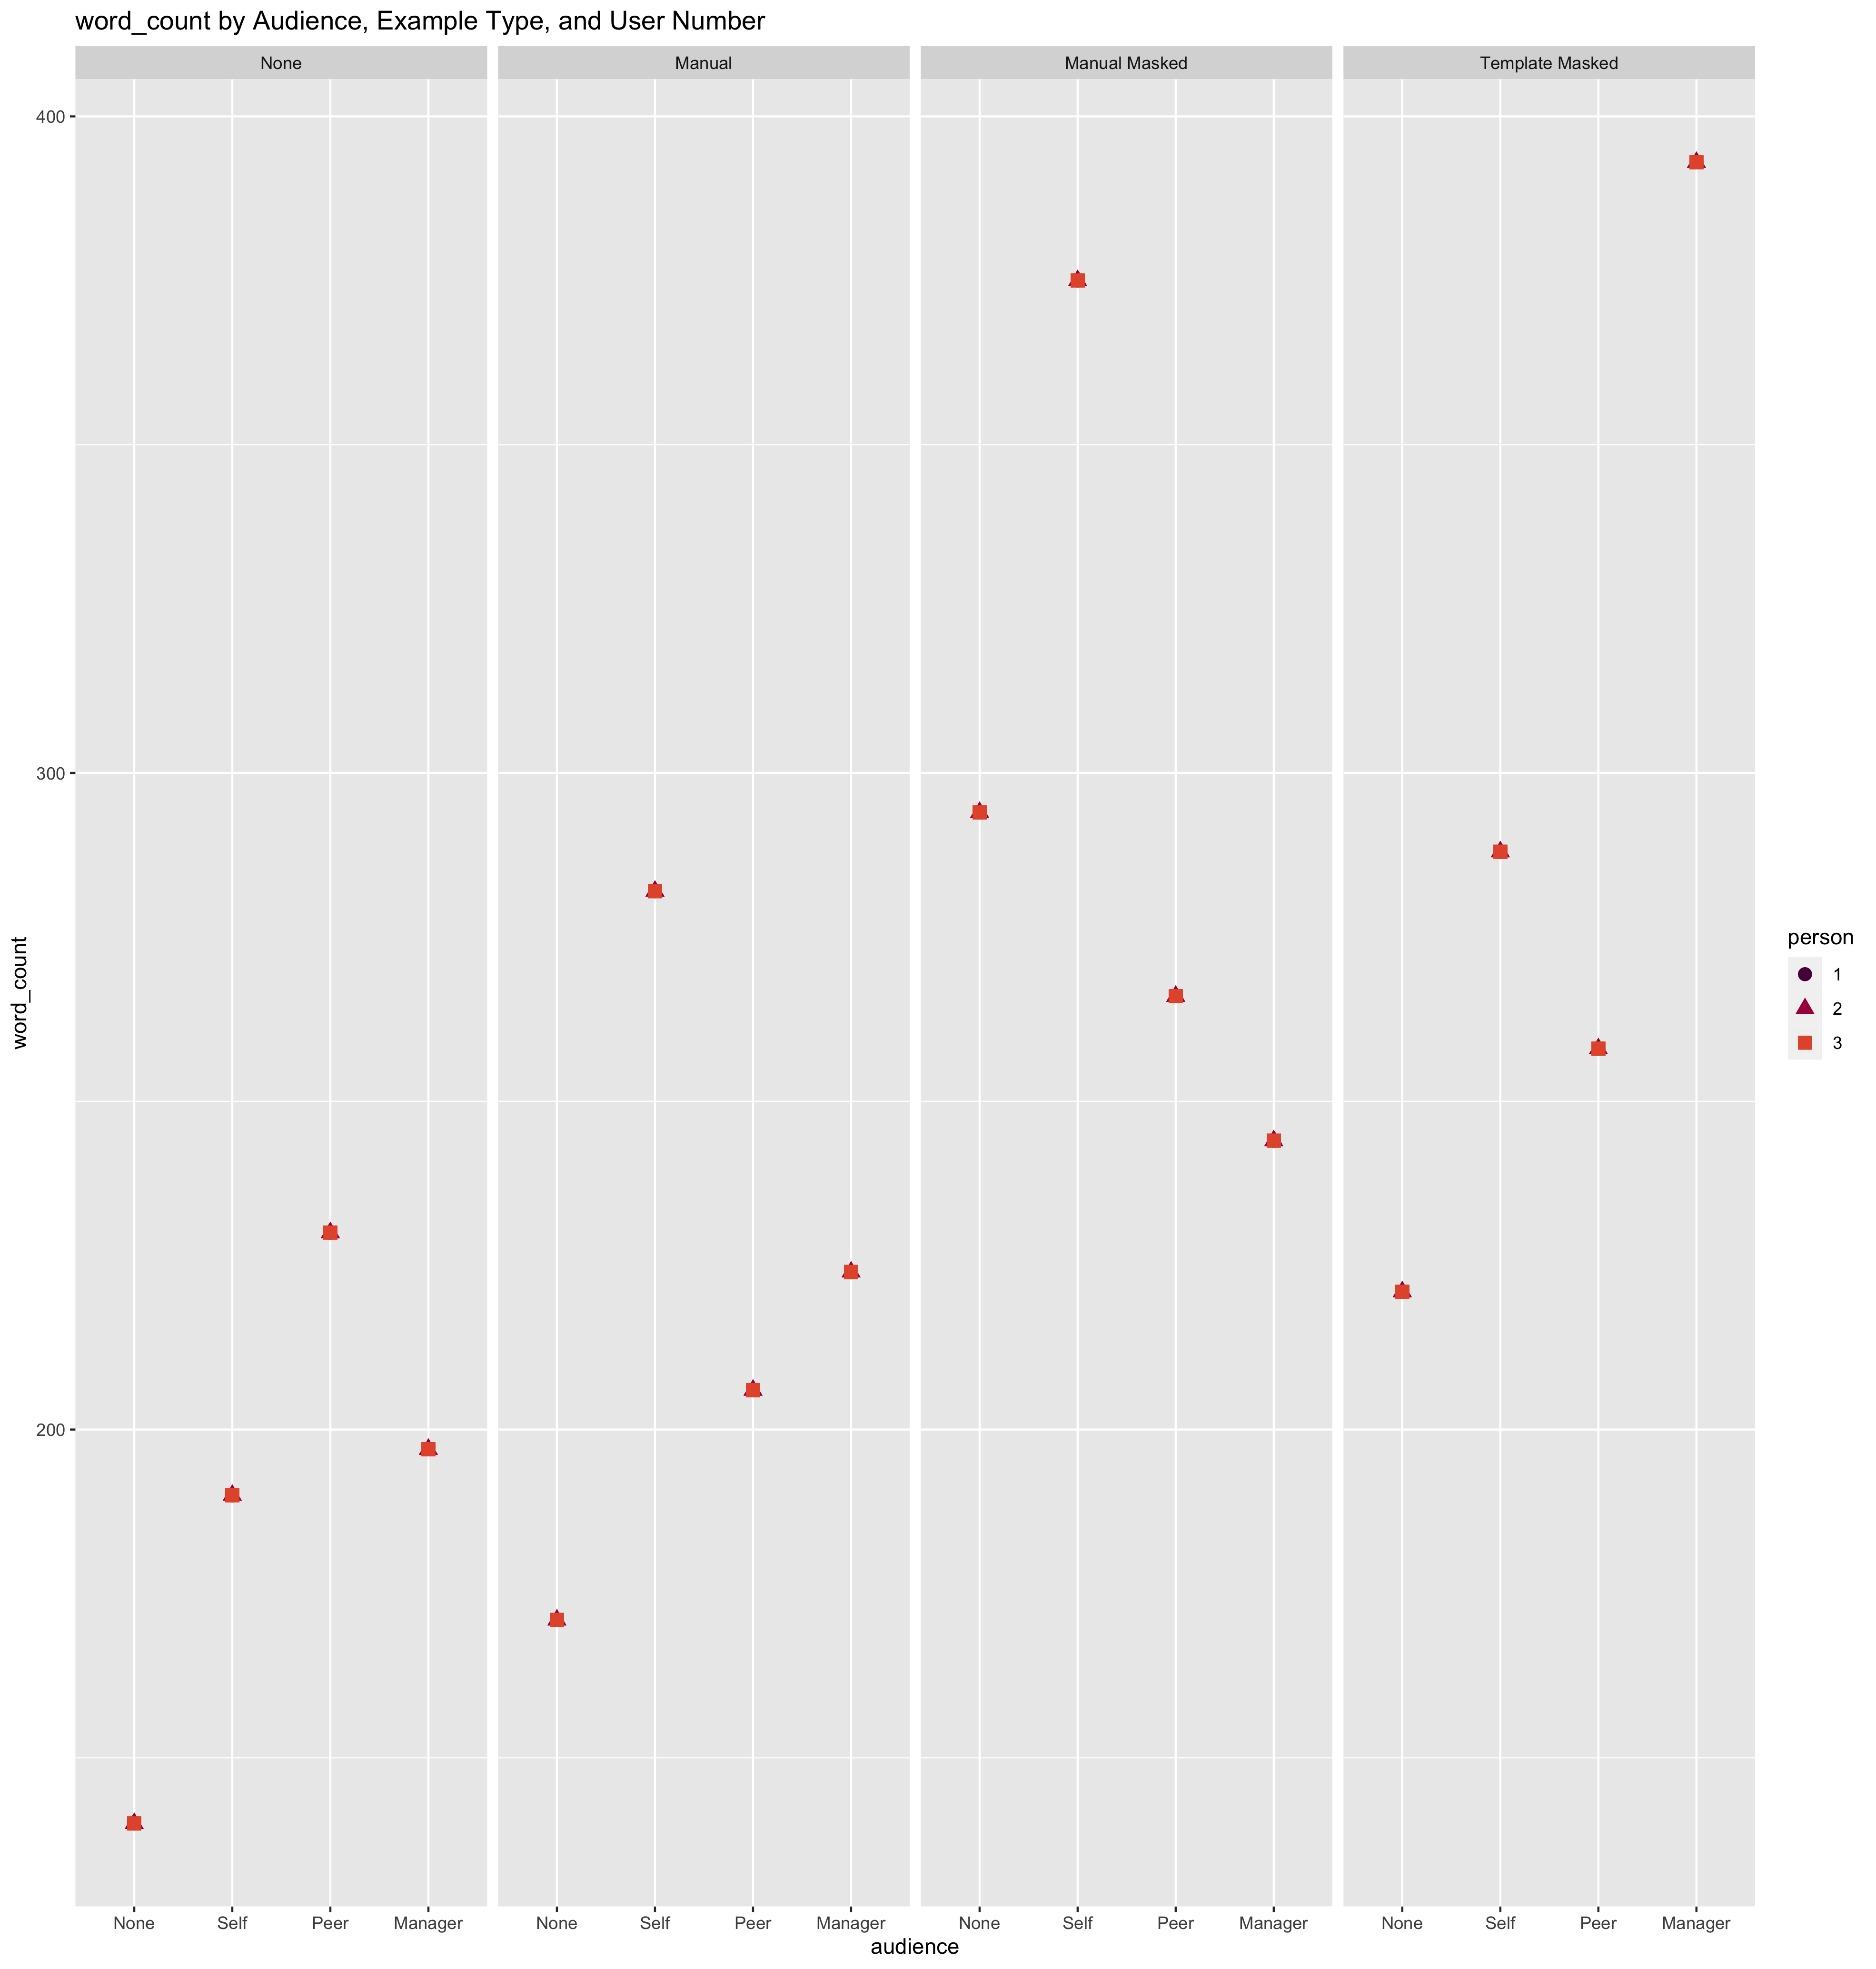 word_count by Audience, Example Type, and User Number
None Manual Manual Masked Template Masked
400
300
200
word_count
None Self Peer Manager None Self Peer Manager None Self Peer Manager None Self Peer Manager
audience
person
1
2
3